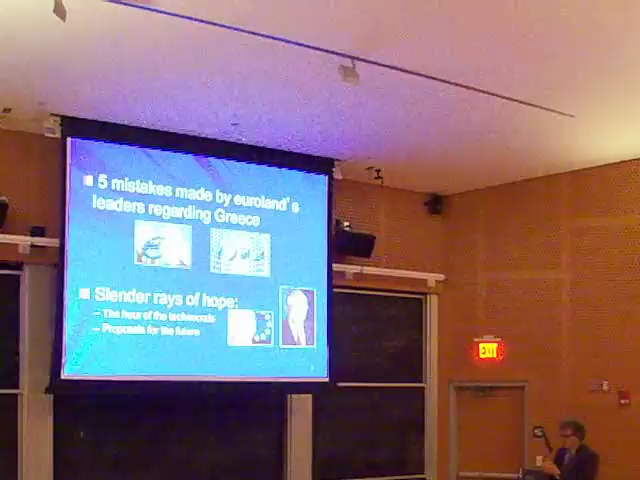 5 mistakes made by euroland's
leaders regarding Greece
Slender rays of hope:
– The hour of the technocrats
– Proposals for the future
EXIT